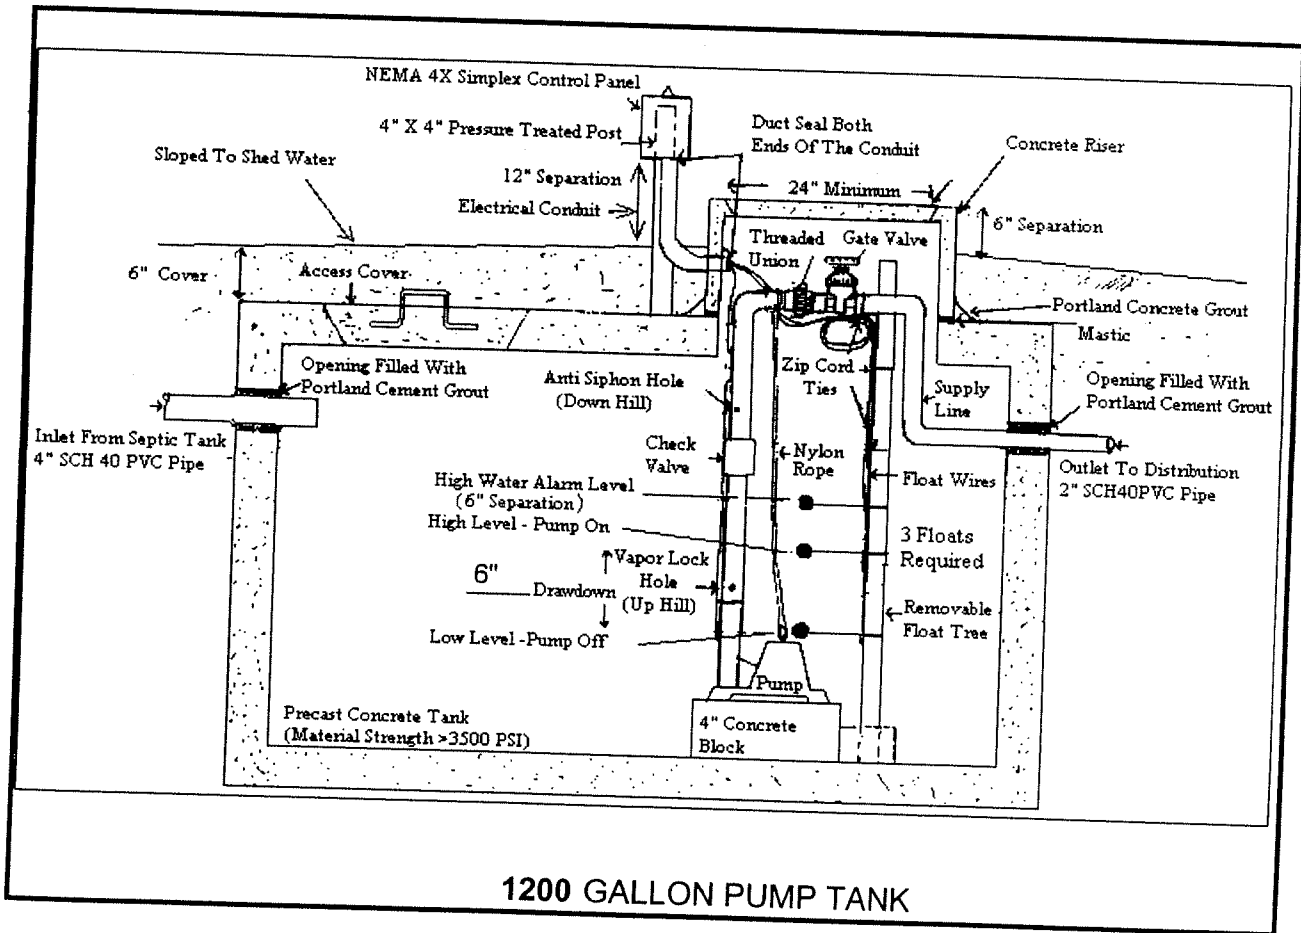 NEMA 4X Simplex Control Panel
4" X 4" Pressure Treated Post
Duct Seal Both
Ends Of The Conduit
Concrete Riser
Sloped To Shed Water
12" Separation
24" Minimum
Electrical Conduit
6" Separation
Threaded
Union
Gate Valve
6" Cover
Access Cover
Portland Concrete Grout
Mastic
Opening Filled With
Portland Cement Grout
Anti Siphon Hole
(Down Hill)
Zip Cord
Ties
Supply
Line
Opening Filled With
Portland Cement Grout
Inlet From Septic Tank
4" SCH 40 PVC Pipe
Check
Valve
Nylon
Rope
Outlet To Distribution
2" SCH40PVC Pipe
High Water Alarm Level
(6" Separation)
Float Wires
High Level - Pump On
3 Floats
Required
Vapor Lock
Hole
(Up Hill)
6"
Drawdown
Removable
Float Tree
Low Level -Pump Off
Pump
Precast Concrete Tank
(Material Strength >3500 PSI)
4" Concrete
Block
1200 GALLON PUMP TANK